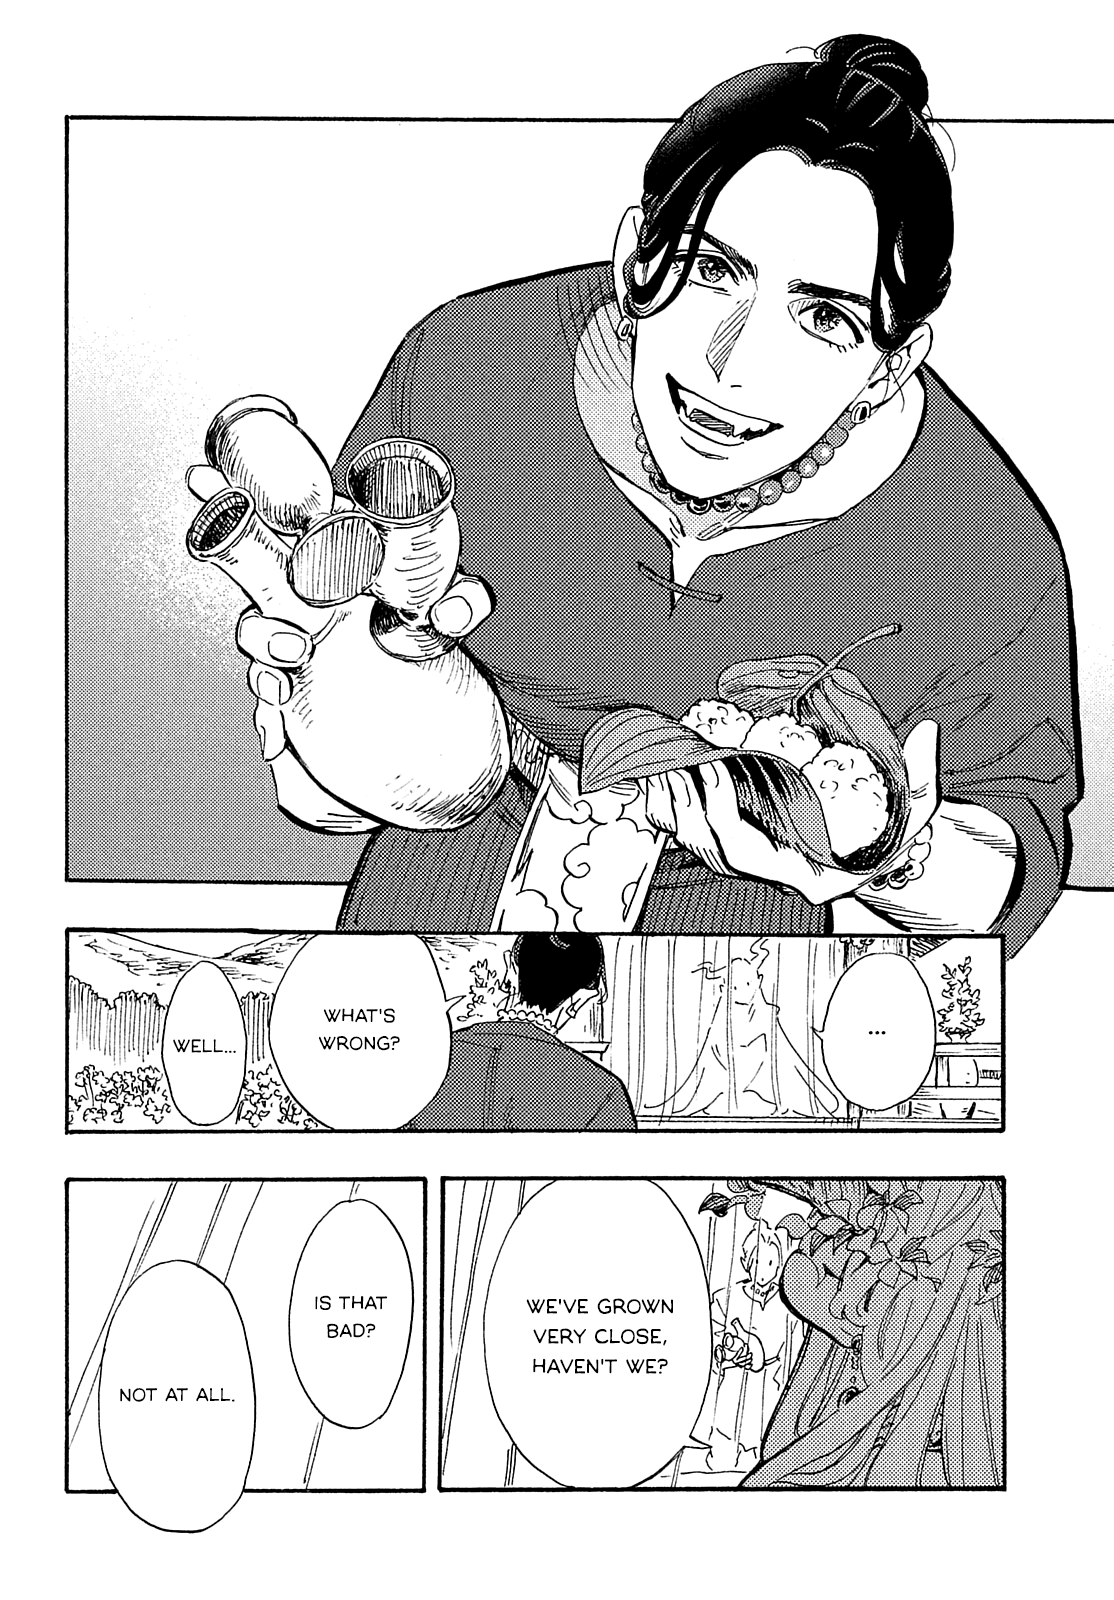 ...
WHAT'S
WRONG?
WELL...
WE'VE GROWN
VERY CLOSE,
HAVEN'T WE?
IS THAT
BAD?
NOT AT ALL.